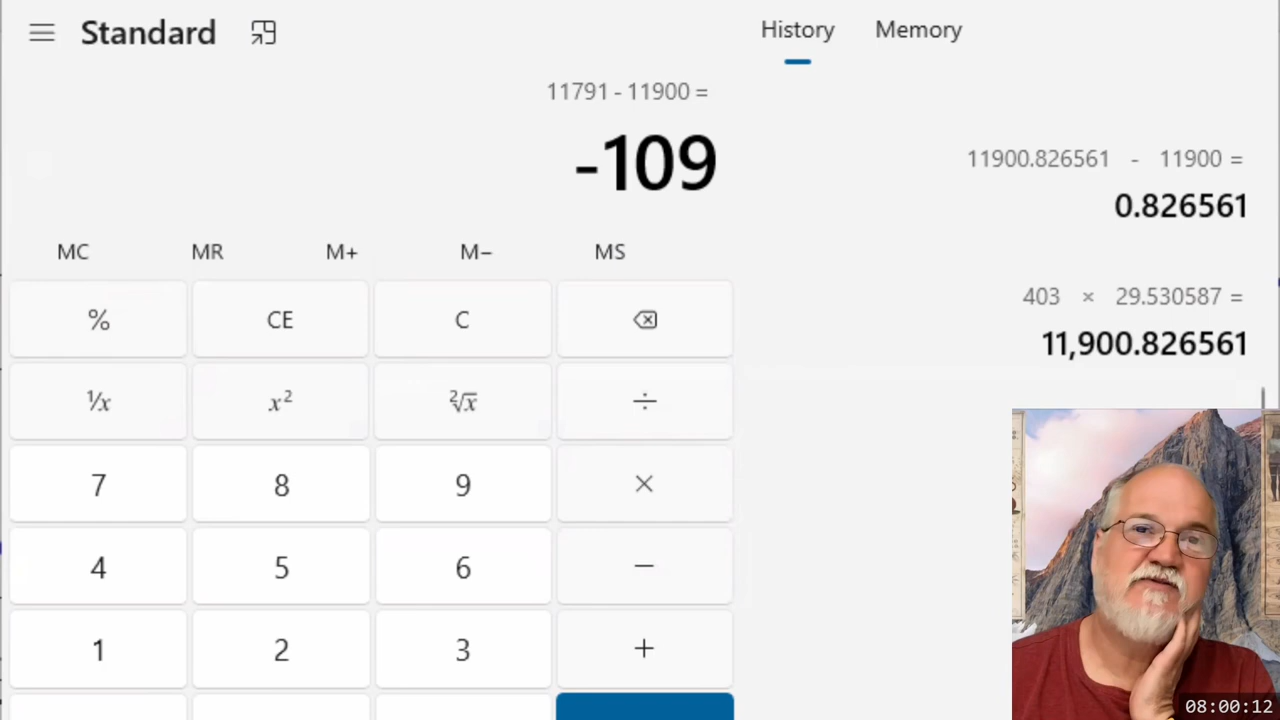 Standard
History Memory
11791 - 11900 =
-109
11900.826561 - 11900 =
0.826561
403 × 29.530587 =
11,900.826561
MC MR M+ M− MS
% CE C
⅟x x² ²√x ÷
7 8 9 ×
4 5 6 −
1 2 3 +
08:00:12